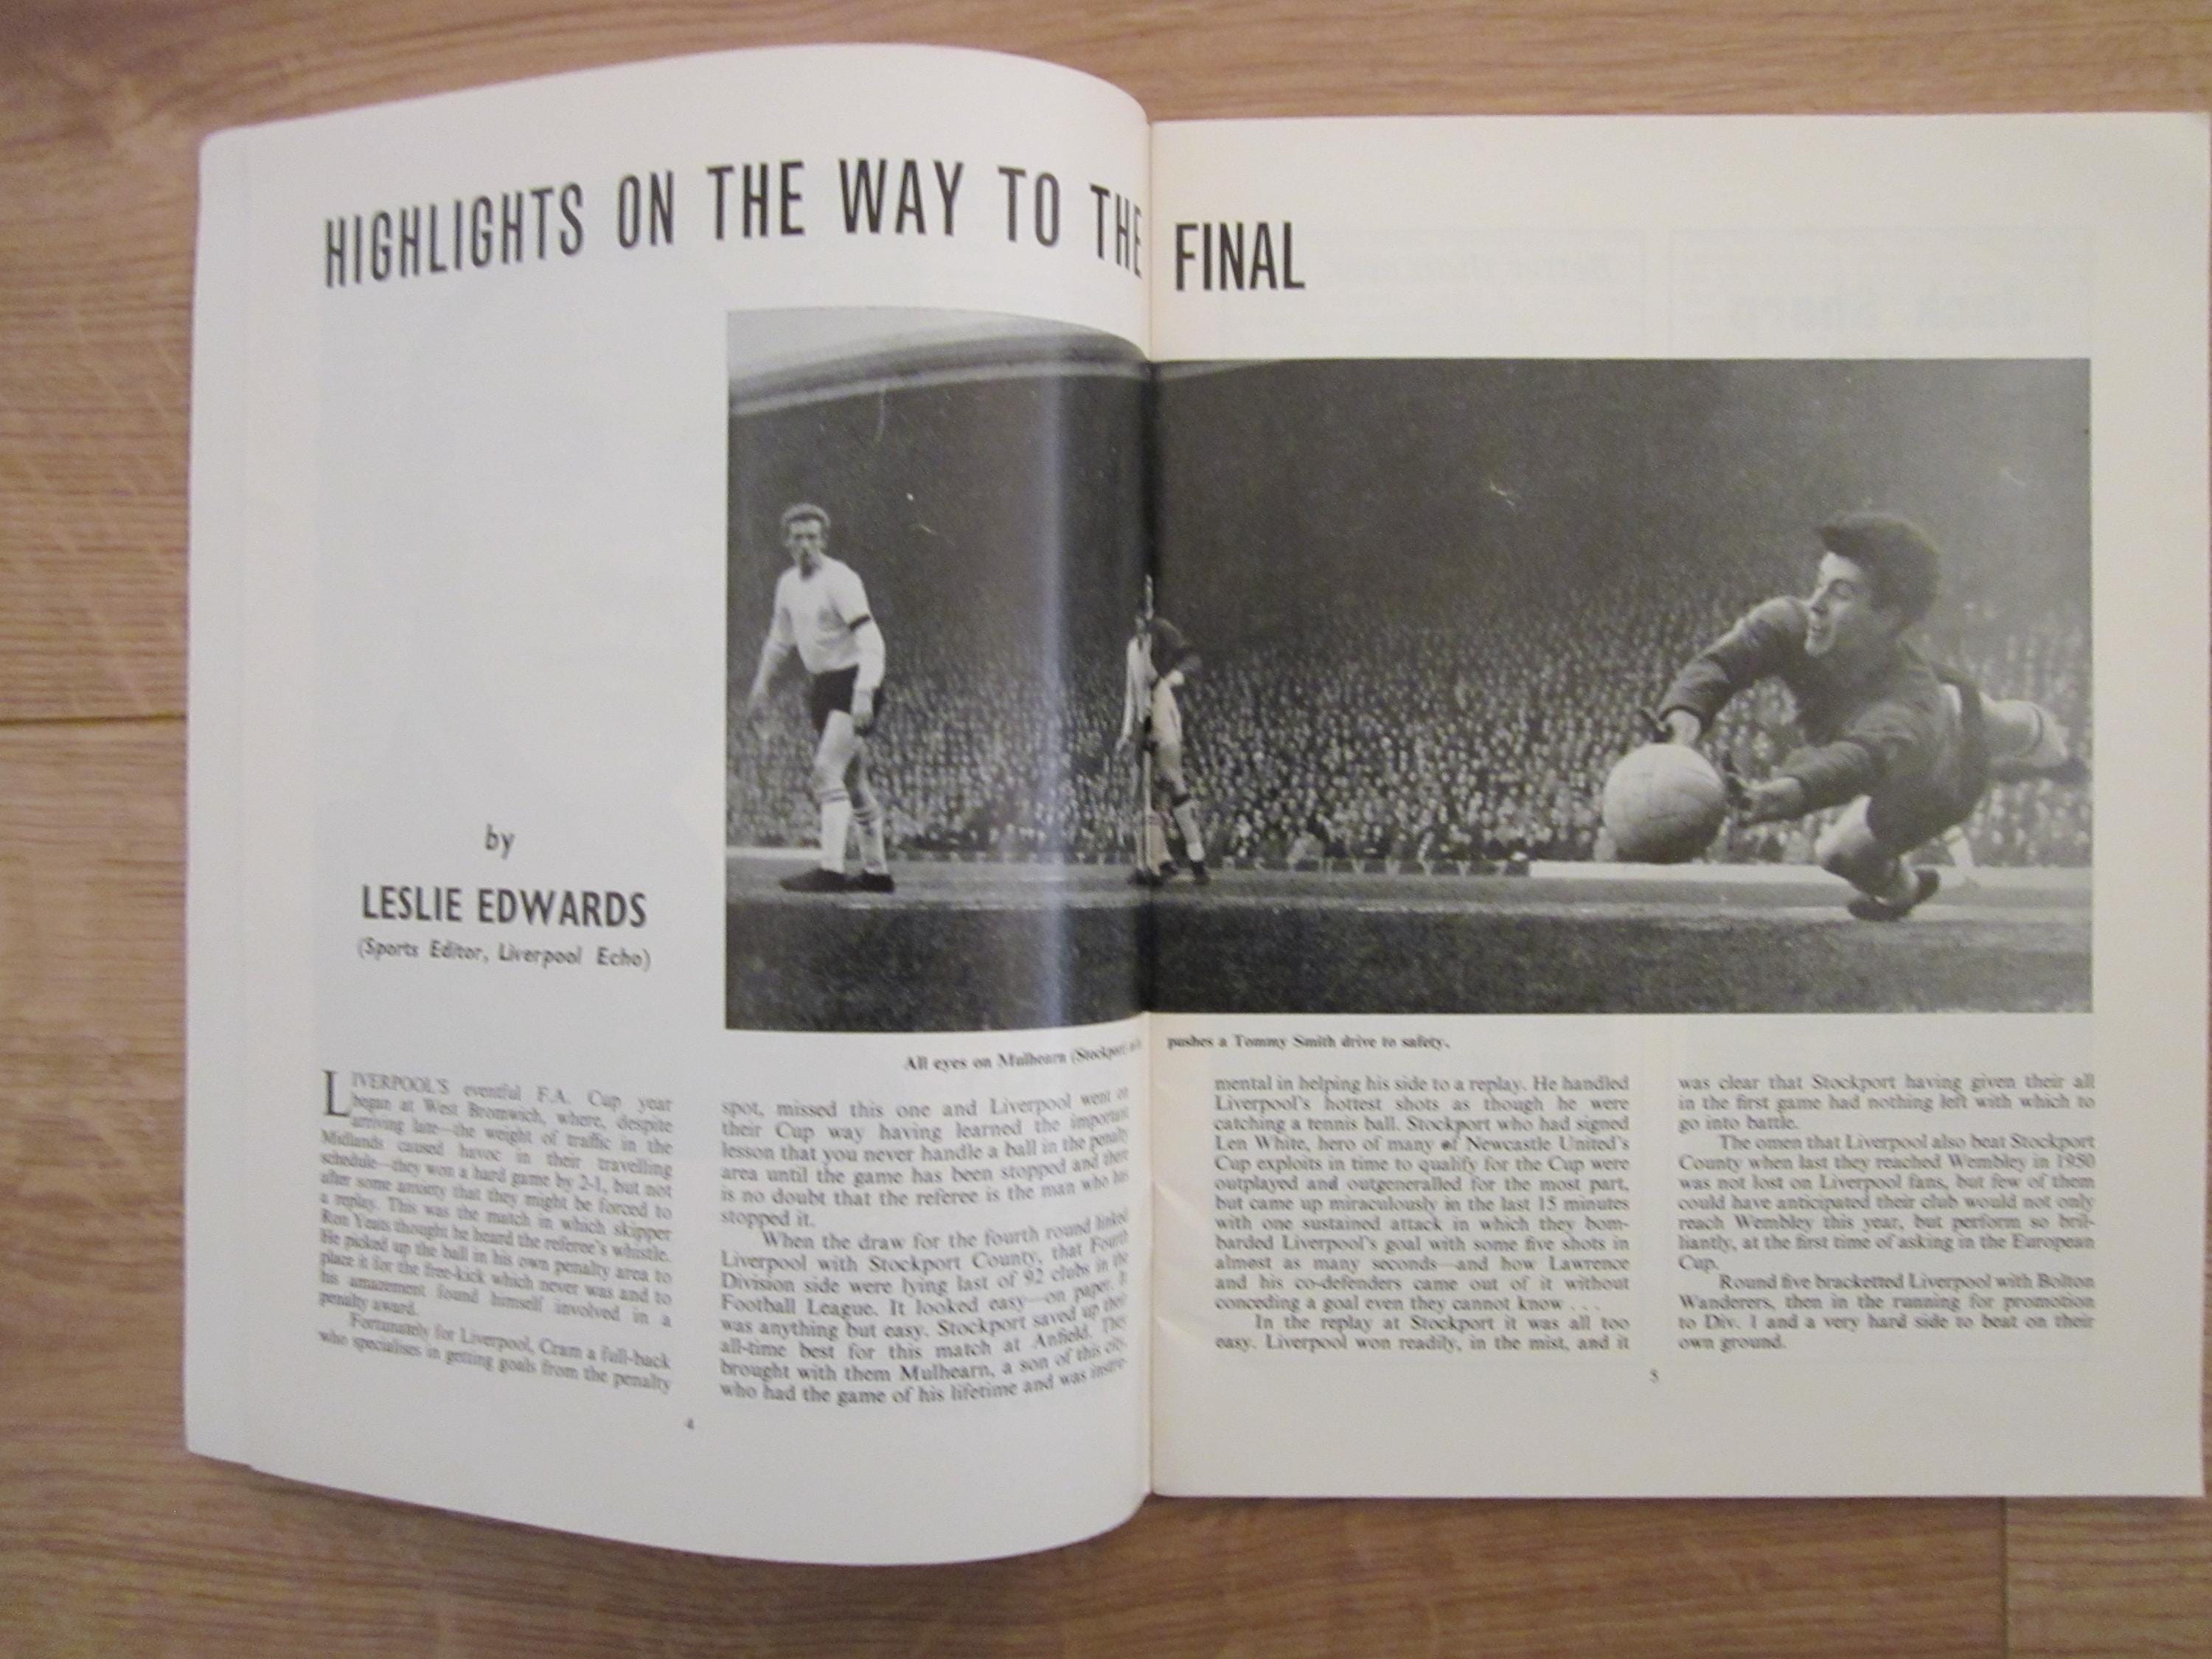 HIGHLIGHTS ON THE WAY TO THE FINAL
by
LESLIE EDWARDS
(Sports Editor, Liverpool Echo)
All eyes on Mulhearn (Stockport
pushes a Tommy Smith drive to safety.
LIVERPOOL'S eventful F.A. Cup year
began at West Bromwich, where, despite
arriving late—the weight of traffic in the
Midlands caused havoc in their travelling
schedule—they won a hard game by 2-1, but not
after some anxiety that they might be forced to
a replay. This was the match in which skipper
Ron Yeats thought he heard the referee's whistle.
He picked up the ball in his own penalty area to
place it for the free-kick which never was and to
his amazement found himself involved in a
penalty award.
Fortunately for Liverpool, Cram a full-back
who specialises in getting goals from the penalty
4
spot, missed this one and Liverpool went on
their Cup way having learned the important
lesson that you never handle a ball in the penalty
area until the game has been stopped and there
is no doubt that the referee is the man who has
stopped it.
When the draw for the fourth round linked
Liverpool with Stockport County, that Fourth
Division side were lying last of 92 clubs in the
Football League. It looked easy—on paper. It
was anything but easy. Stockport saved up their
all-time best for this match at Anfield. They
brought with them Mulhearn, a son of this city,
who had the game of his lifetime and was instru-
mental in helping his side to a replay. He handled
Liverpool's hottest shots as though he were
catching a tennis ball. Stockport who had signed
Len White, hero of many of Newcastle United's
Cup exploits in time to qualify for the Cup were
outplayed and outgeneralled for the most part,
but came up miraculously in the last 15 minutes
with one sustained attack in which they bom-
barded Liverpool's goal with some five shots in
almost as many seconds—and how Lawrence
and his co-defenders came out of it without
conceding a goal even they cannot know . . .
In the replay at Stockport it was all too
easy. Liverpool won readily, in the mist, and it
was clear that Stockport having given their all
in the first game had nothing left with which to
go into battle.
The omen that Liverpool also beat Stockport
County when last they reached Wembley in 1950
was not lost on Liverpool fans, but few of them
could have anticipated their club would not only
reach Wembley this year, but perform so bril-
liantly, at the first time of asking in the European
Cup.
Round five bracketted Liverpool with Bolton
Wanderers, then in the running for promotion
to Div. 1 and a very hard side to beat on their
own ground.
5